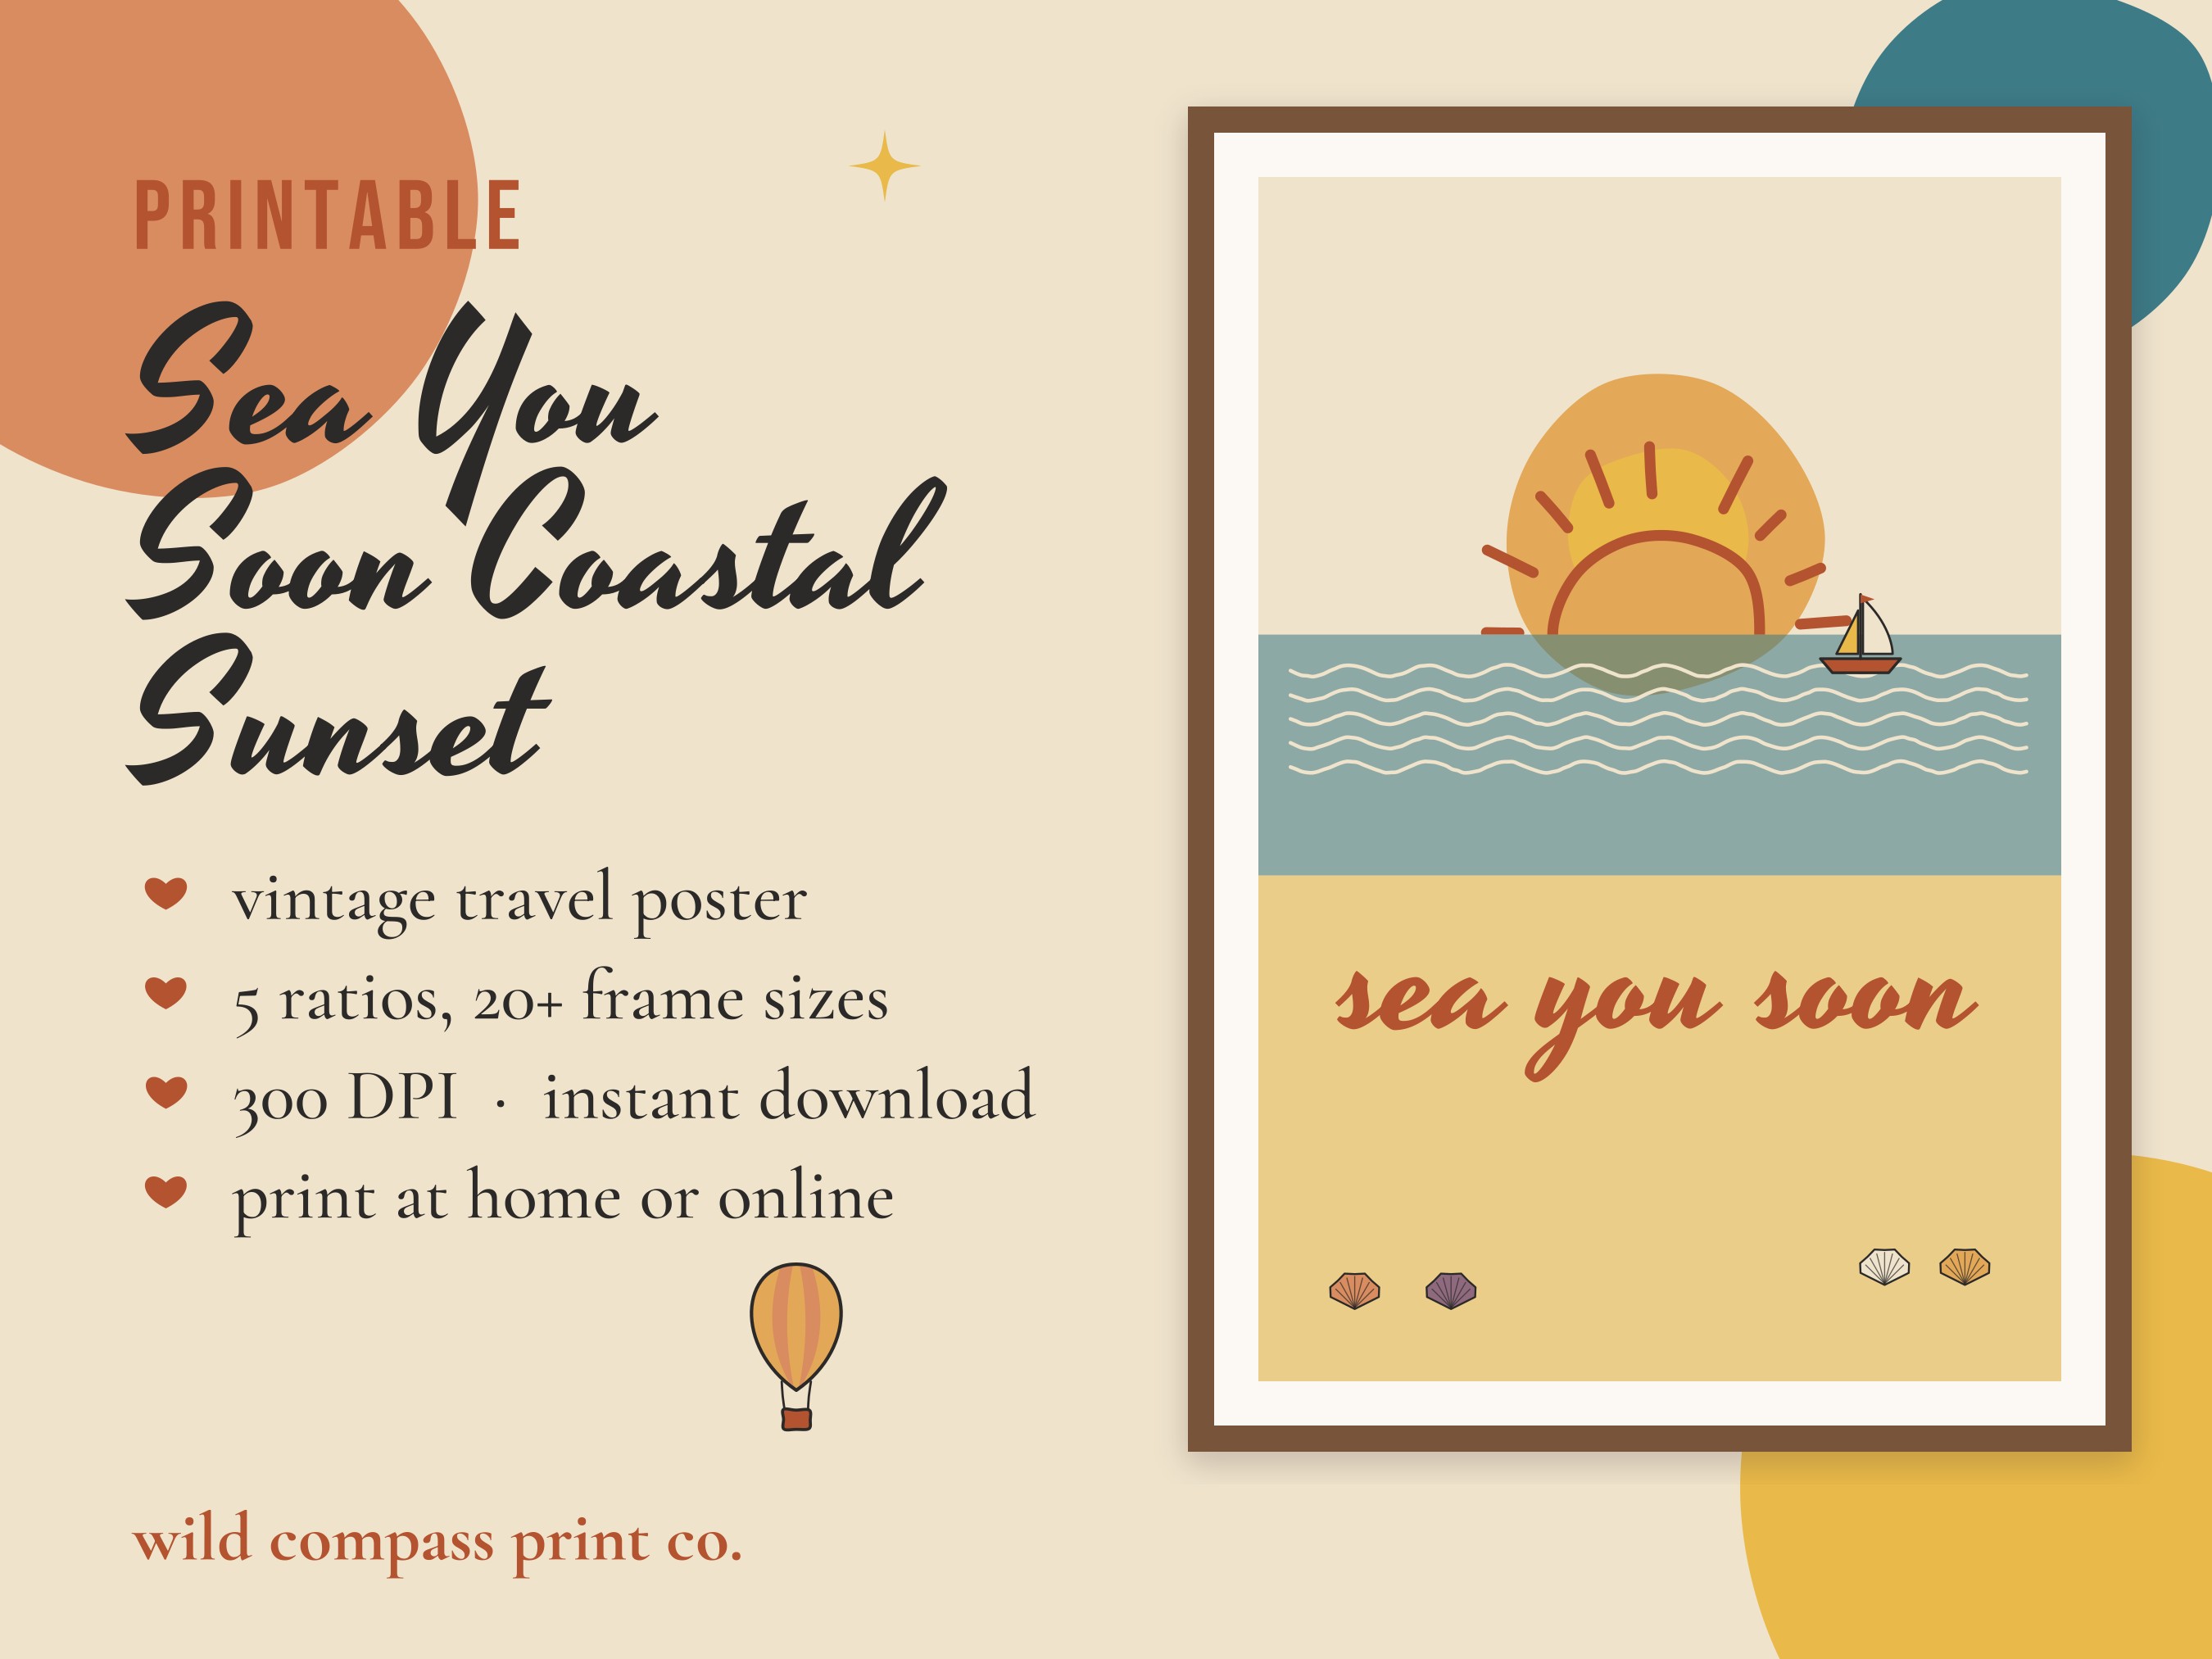 PRINTABLE
Sea You
Soon Coastal
Sunset
vintage travel poster
5 ratios, 20+ frame sizes
300 DPI · instant download
print at home or online
wild compass print co.
sea you soon